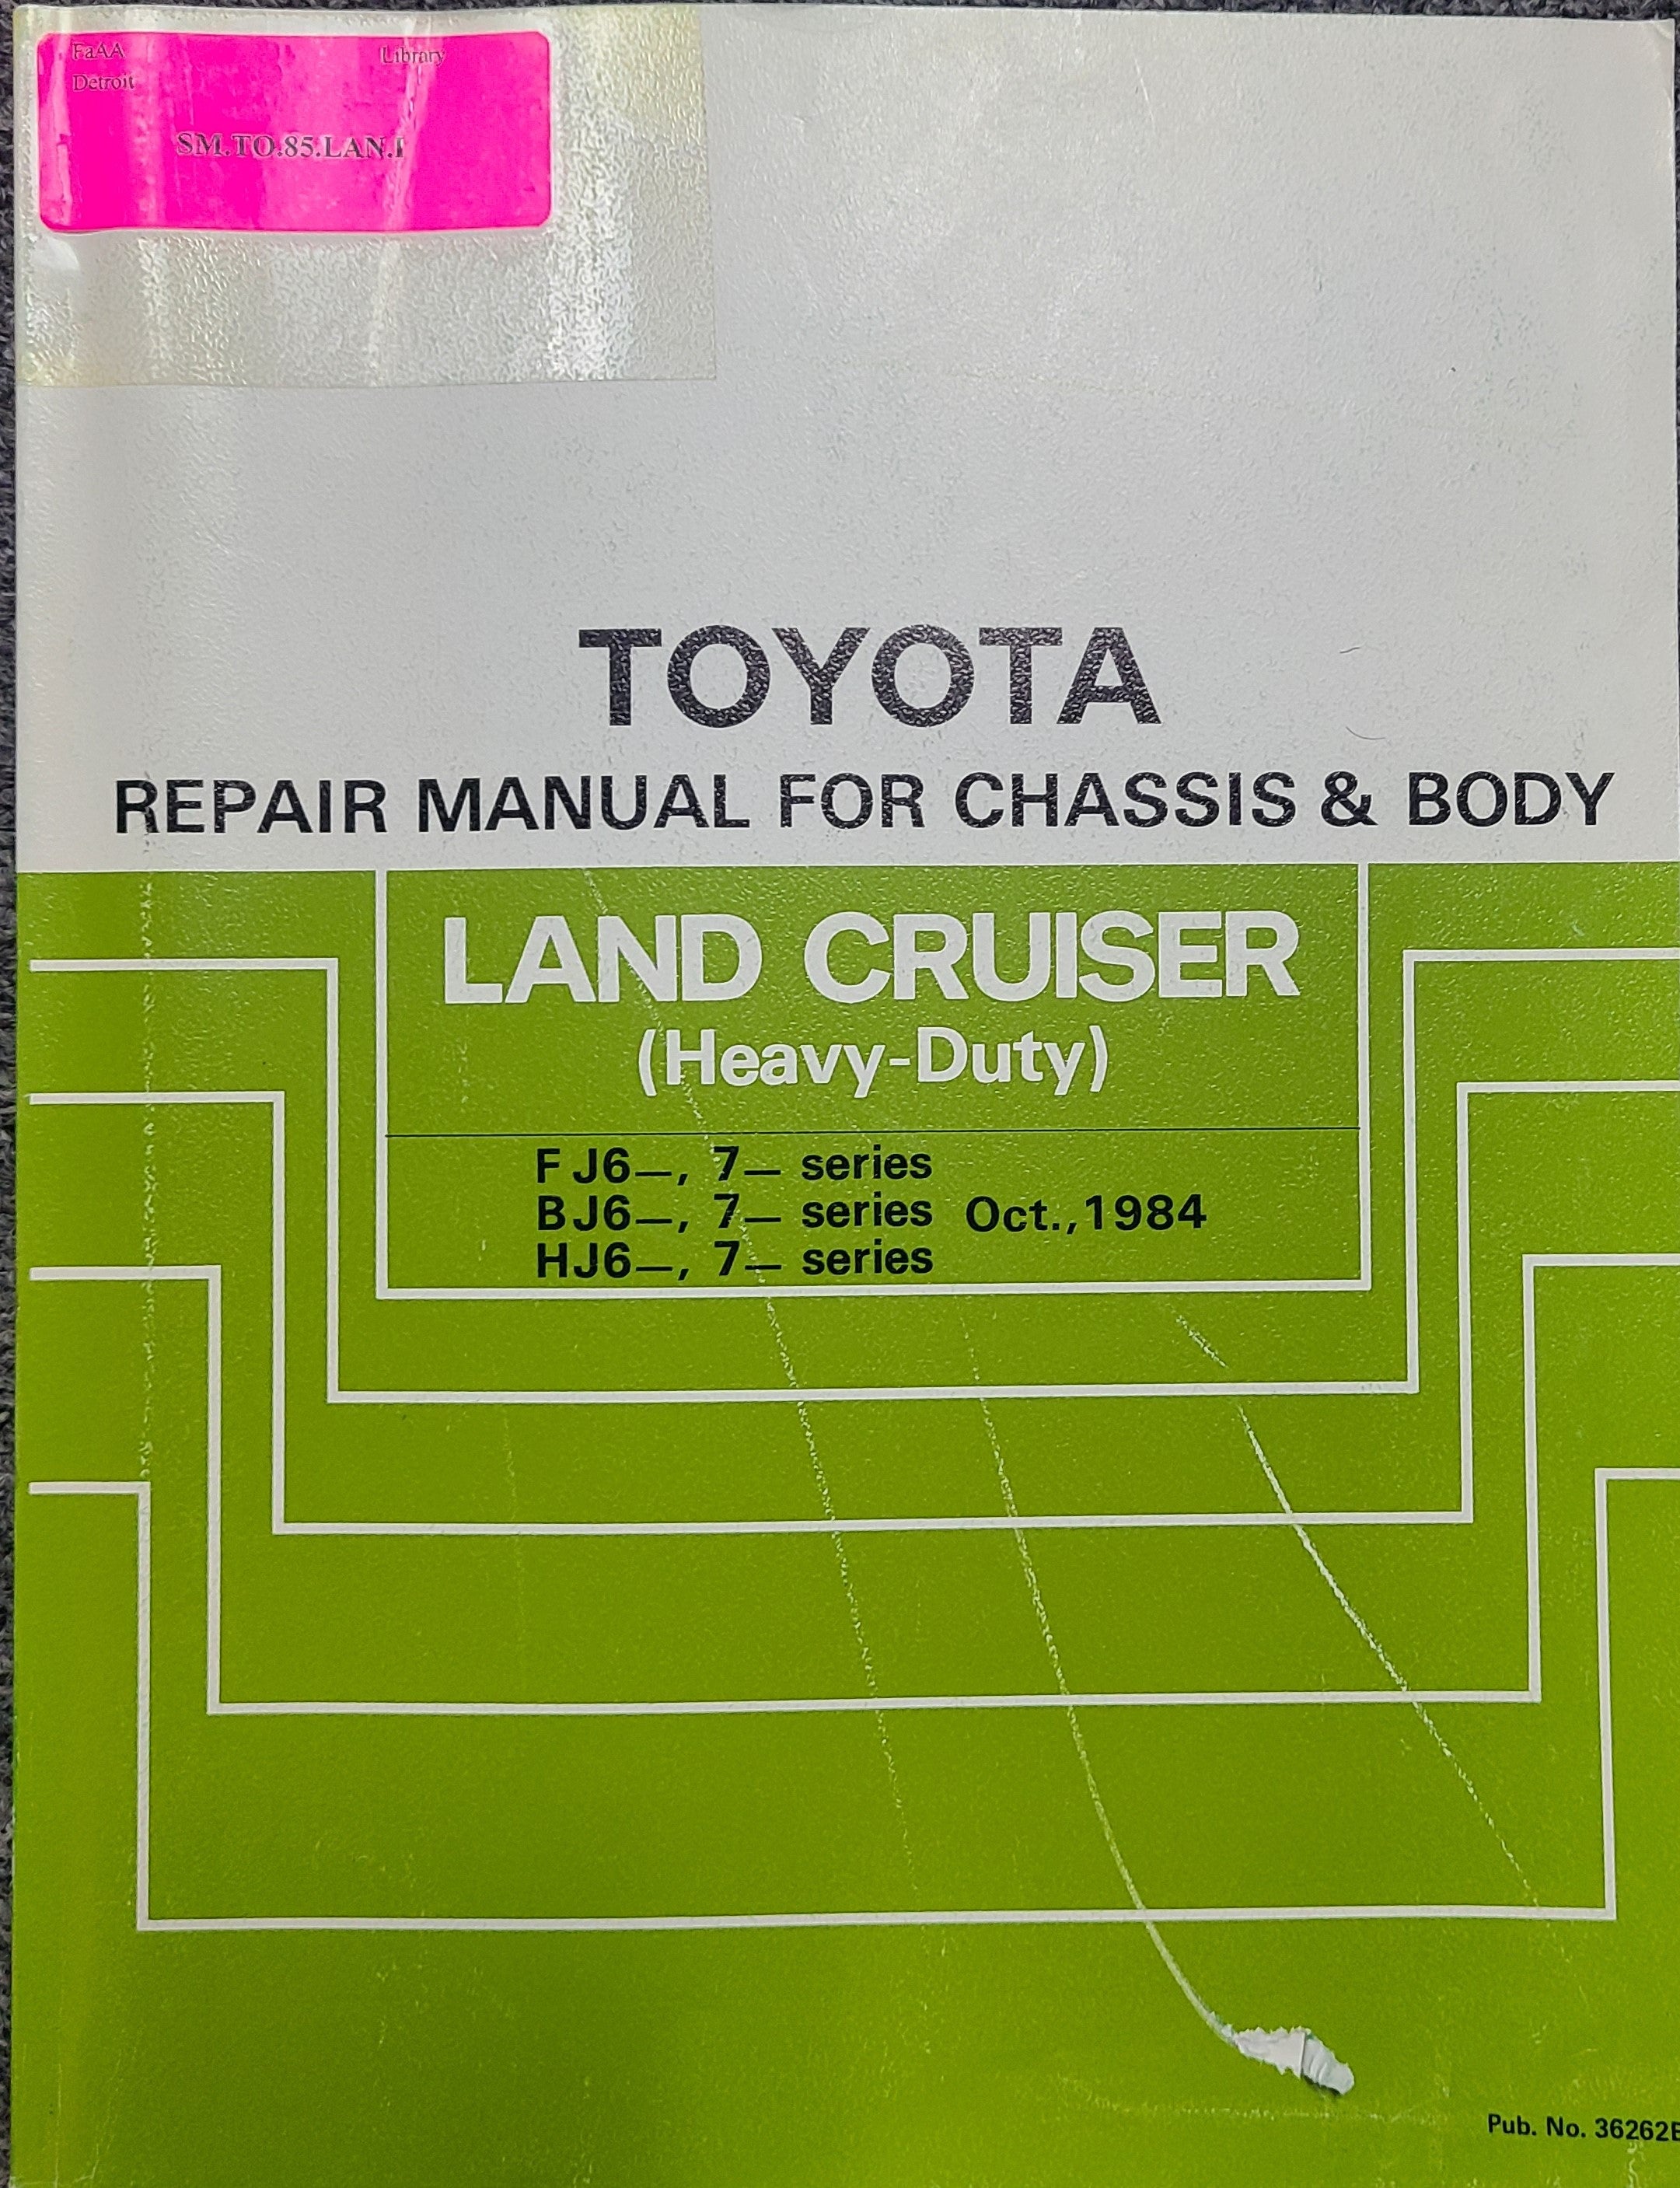 FaAA Library
Detroit
SM.TO.85.LAN.I
TOYOTA
REPAIR MANUAL FOR CHASSIS & BODY
LAND CRUISER
(Heavy-Duty)
FJ6—, 7— series
BJ6—, 7— series Oct., 1984
HJ6—, 7— series
Pub. No. 36262E